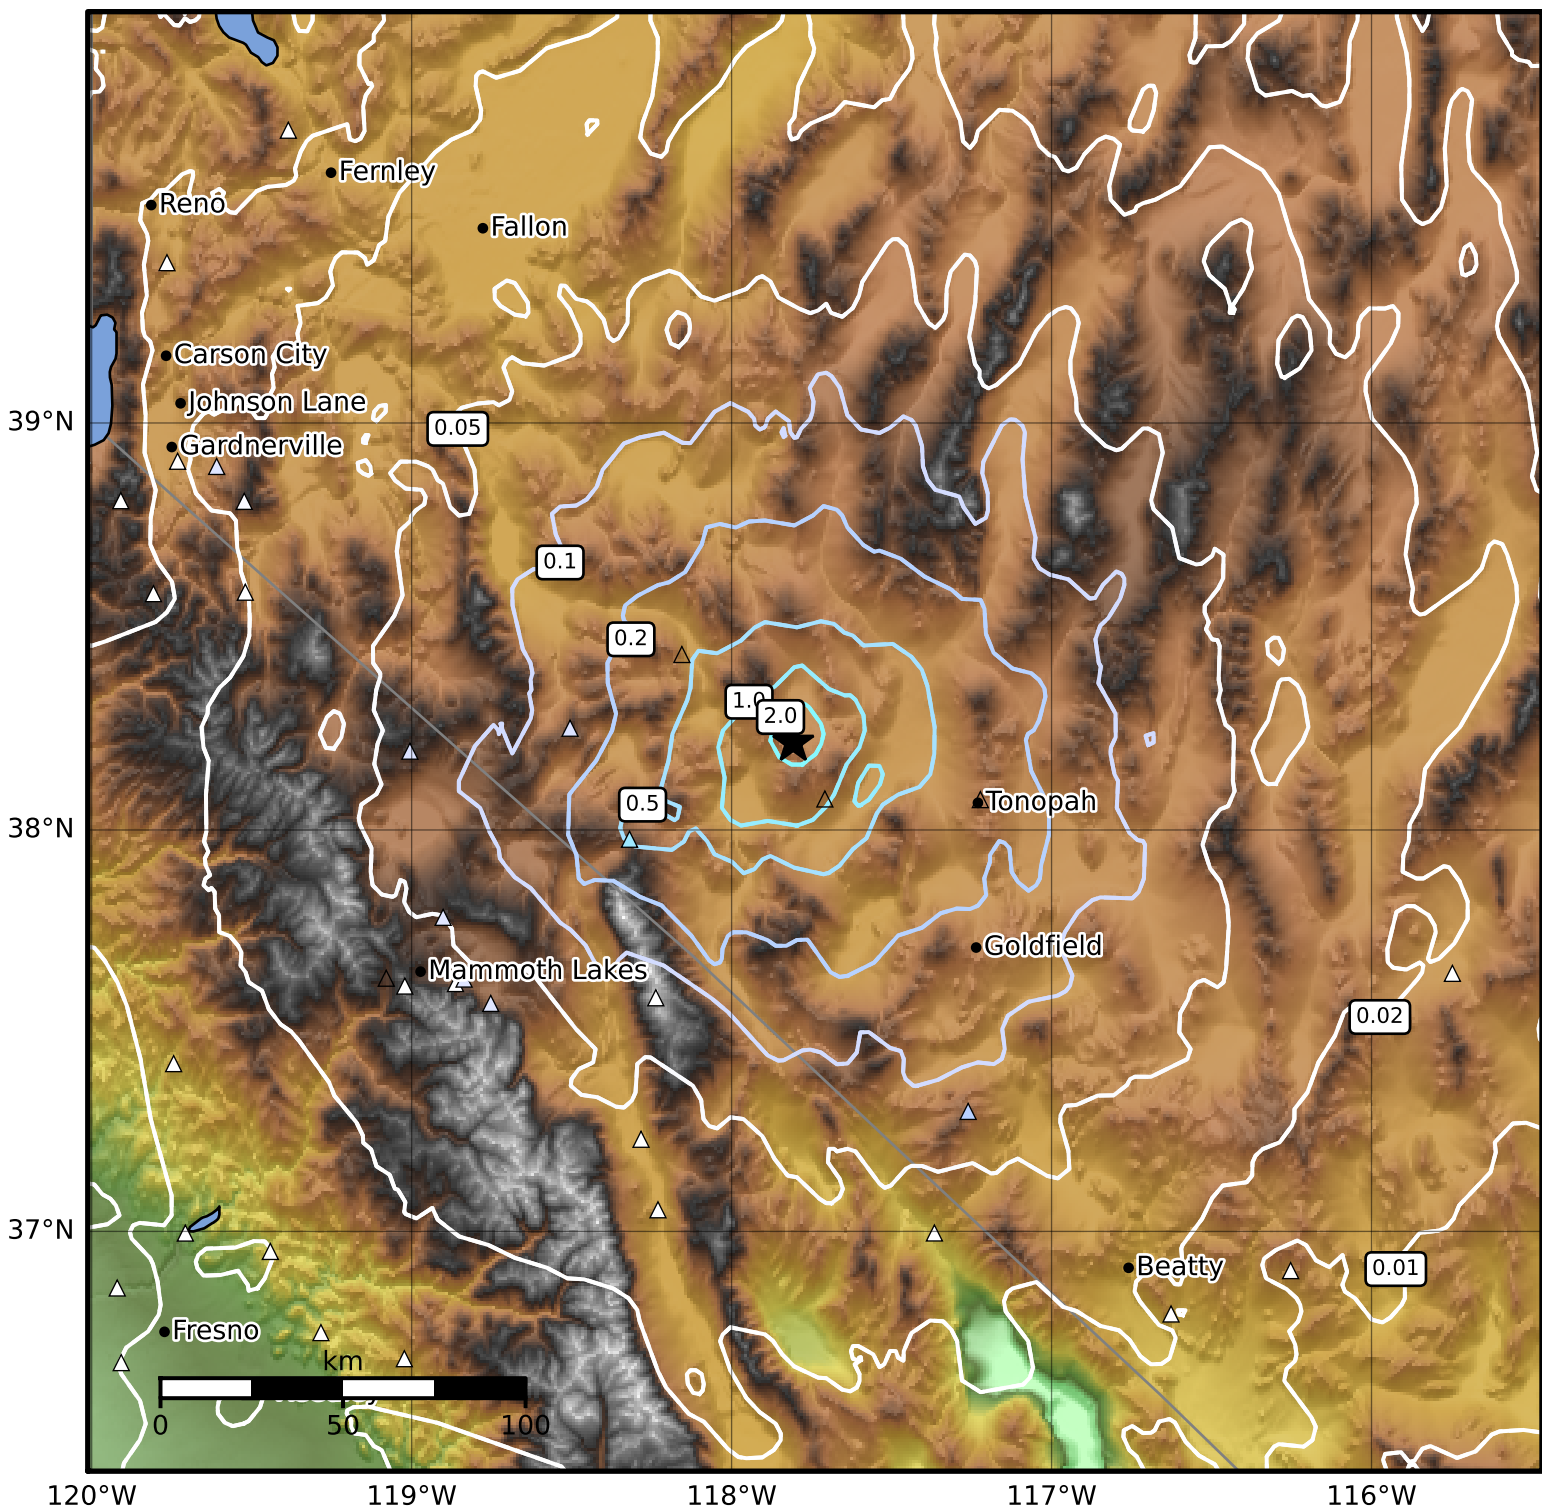 Fernley
Reno
Fallon
Carson City
Johnson Lane
39°N
0.05
Gardnerville
0.1
0.2
1.0
2.0
0.5
Tonopah
38°N
Goldfield
Mammoth Lakes
0.02
37°N
Beatty
0.01
Fresno
km
0 50 100
120°W 119°W 118°W 117°W 116°W